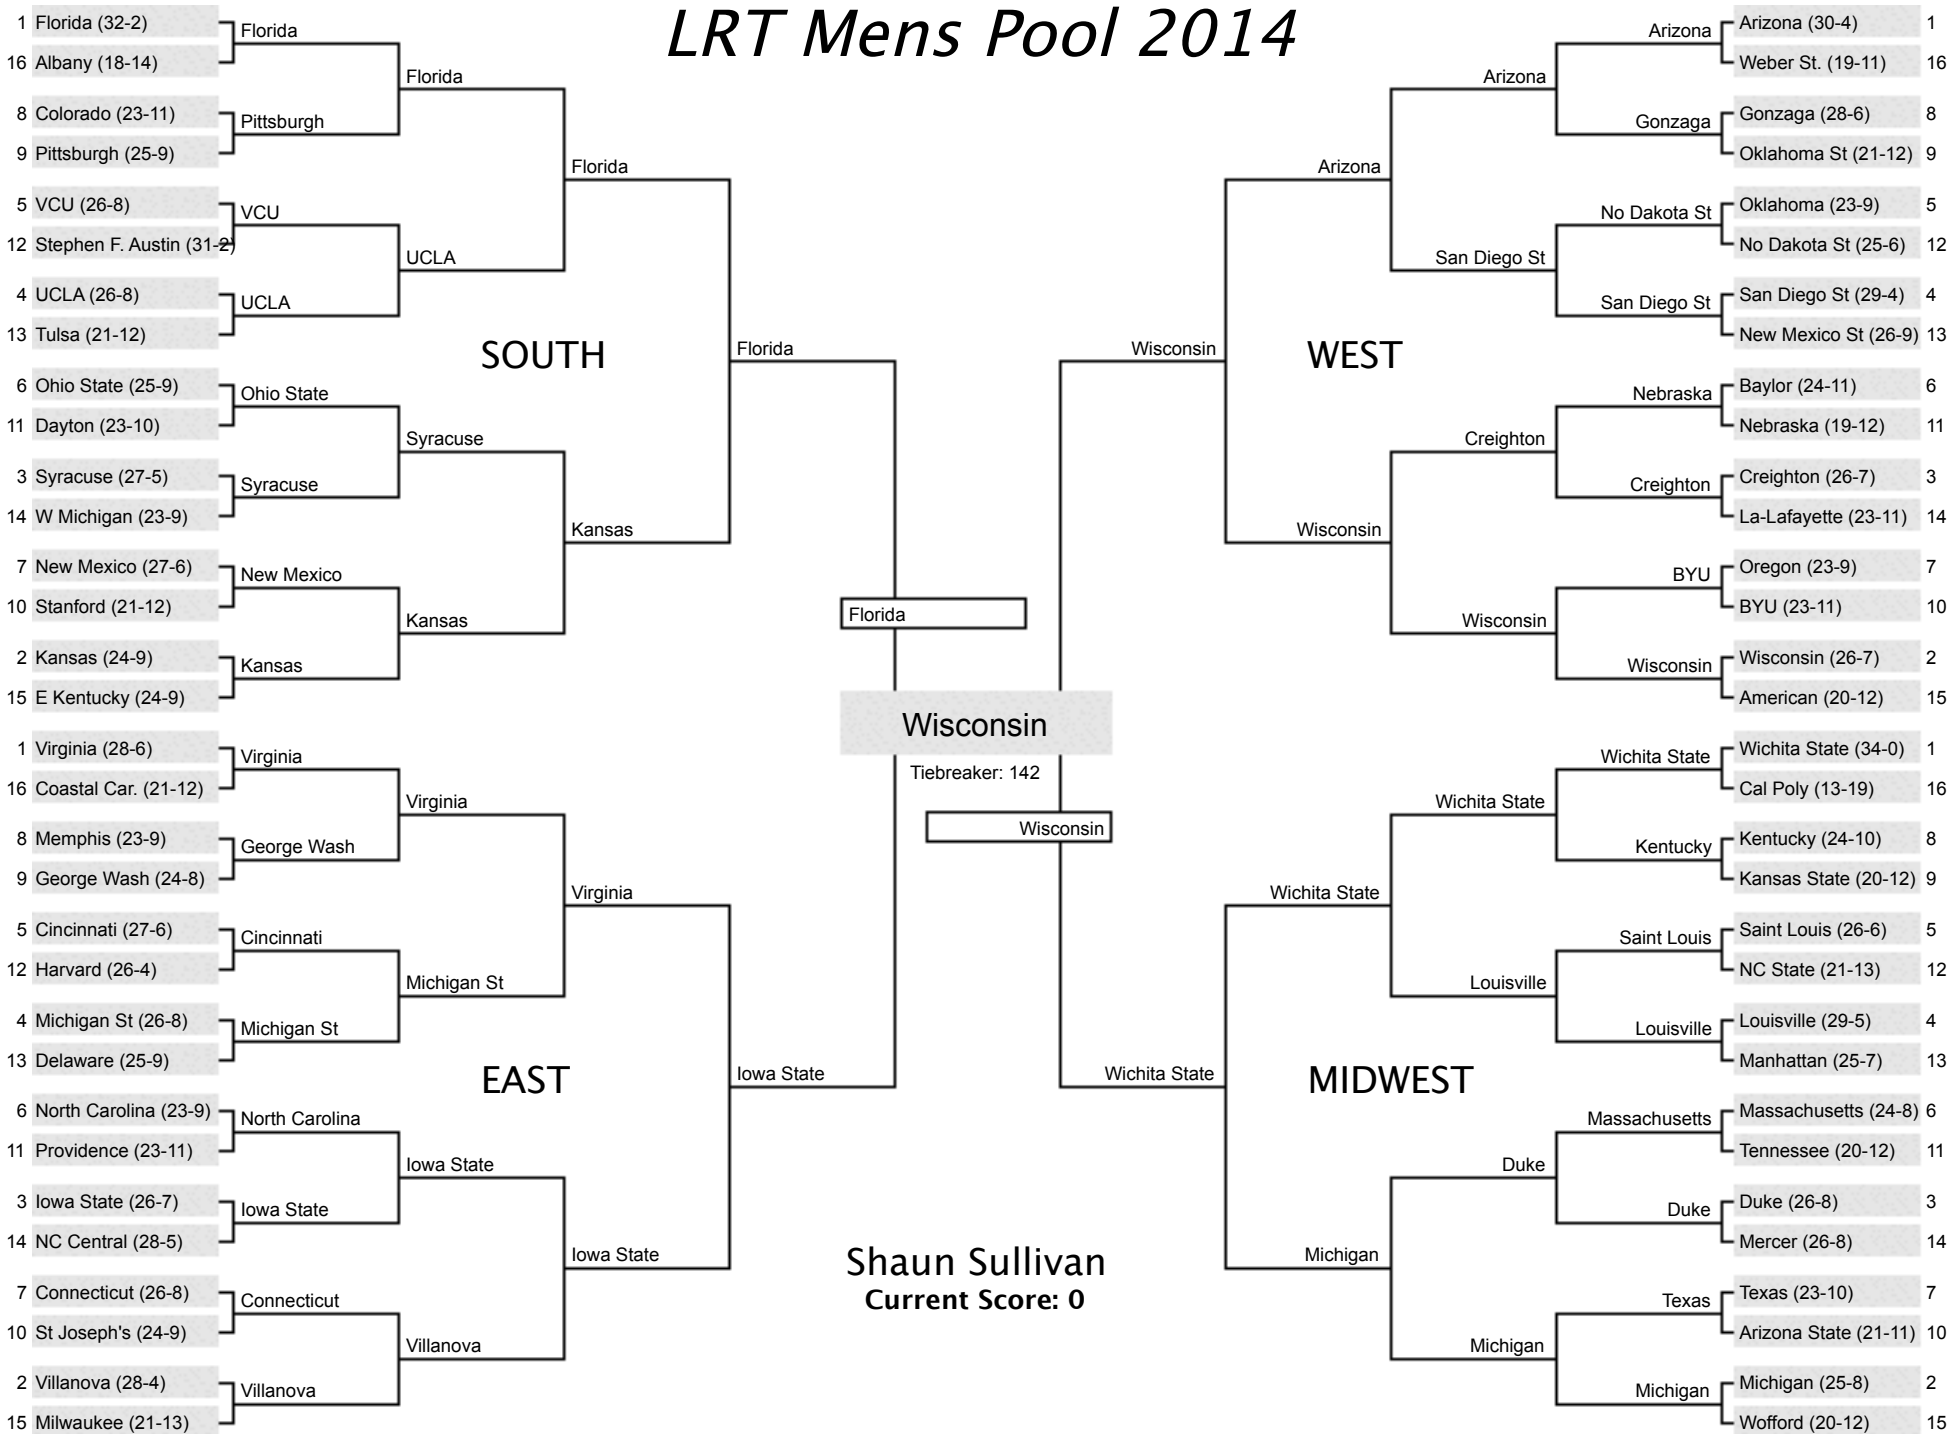 LRT Mens Pool 2014
1 Florida (32-2)
Florida
16 Albany (18-14)
Florida
8 Colorado (23-11)
Pittsburgh
9 Pittsburgh (25-9)
Florida
5 VCU (26-8)
VCU
12 Stephen F. Austin (31-2)
UCLA
4 UCLA (26-8)
UCLA
13 Tulsa (21-12)
SOUTH
Florida
6 Ohio State (25-9)
Ohio State
11 Dayton (23-10)
Syracuse
3 Syracuse (27-5)
Syracuse
14 W Michigan (23-9)
Kansas
7 New Mexico (27-6)
New Mexico
10 Stanford (21-12)
Kansas
2 Kansas (24-9)
Kansas
15 E Kentucky (24-9)
1 Virginia (28-6)
Virginia
16 Coastal Car. (21-12)
Virginia
8 Memphis (23-9)
George Wash
9 George Wash (24-8)
Virginia
5 Cincinnati (27-6)
Cincinnati
12 Harvard (26-4)
Michigan St
4 Michigan St (26-8)
Michigan St
13 Delaware (25-9)
EAST
Iowa State
6 North Carolina (23-9)
North Carolina
11 Providence (23-11)
Iowa State
3 Iowa State (26-7)
Iowa State
14 NC Central (28-5)
Iowa State
7 Connecticut (26-8)
Connecticut
10 St Joseph's (24-9)
Villanova
2 Villanova (28-4)
Villanova
15 Milwaukee (21-13)
Florida
Wisconsin
Tiebreaker: 142
Wisconsin
Shaun Sullivan
Current Score: 0
Arizona (30-4) 1
Arizona
Weber St. (19-11) 16
Arizona
Gonzaga (28-6) 8
Gonzaga
Oklahoma St (21-12) 9
Arizona
Oklahoma (23-9) 5
No Dakota St
No Dakota St (25-6) 12
San Diego St
San Diego St (29-4) 4
San Diego St
New Mexico St (26-9) 13
Wisconsin
WEST
Baylor (24-11) 6
Nebraska
Nebraska (19-12) 11
Creighton
Creighton (26-7) 3
Creighton
La-Lafayette (23-11) 14
Wisconsin
Oregon (23-9) 7
BYU
BYU (23-11) 10
Wisconsin
Wisconsin (26-7) 2
Wisconsin
American (20-12) 15
Wichita State (34-0) 1
Wichita State
Cal Poly (13-19) 16
Wichita State
Kentucky (24-10) 8
Kentucky
Kansas State (20-12) 9
Wichita State
Saint Louis (26-6) 5
Saint Louis
NC State (21-13) 12
Louisville
Louisville (29-5) 4
Louisville
Manhattan (25-7) 13
Wichita State
MIDWEST
Massachusetts (24-8) 6
Massachusetts
Tennessee (20-12) 11
Duke
Duke (26-8) 3
Duke
Mercer (26-8) 14
Michigan
Texas (23-10) 7
Texas
Arizona State (21-11) 10
Michigan
Michigan (25-8) 2
Michigan
Wofford (20-12) 15